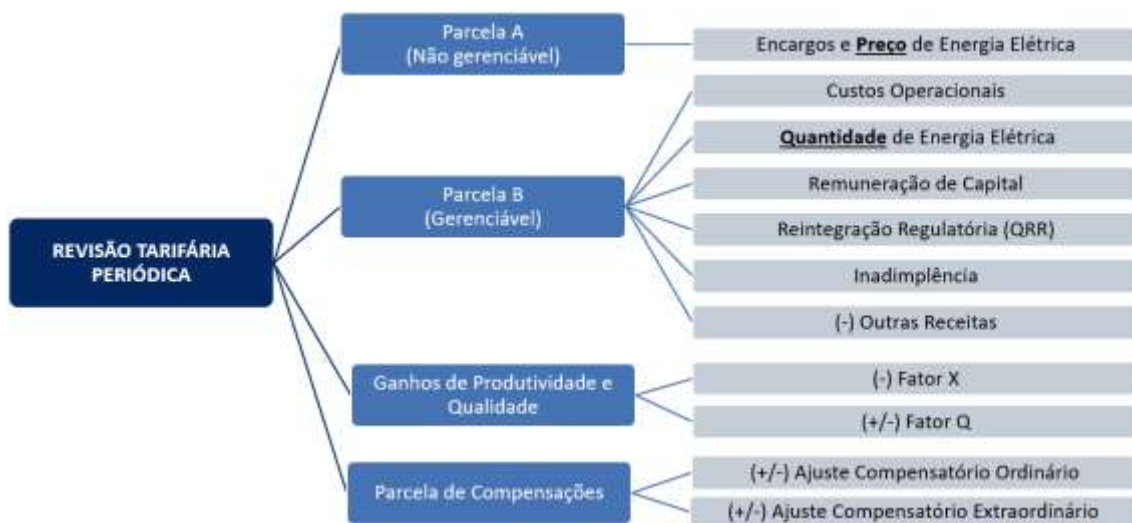 REVISÃO TARIFÁRIA
PERIÓDICA
Parcela A
(Não gerenciável)
Encargos e Preço de Energia Elétrica
Parcela B
(Gerenciável)
Custos Operacionais
Quantidade de Energia Elétrica
Remuneração de Capital
Reintegração Regulatória (QRR)
Inadimplência
(-) Outras Receitas
Ganhos de Produtividade e
Qualidade
(-) Fator X
(+/-) Fator Q
Parcela de Compensações
(+/-) Ajuste Compensatório Ordinário
(+/-) Ajuste Compensatório Extraordinário